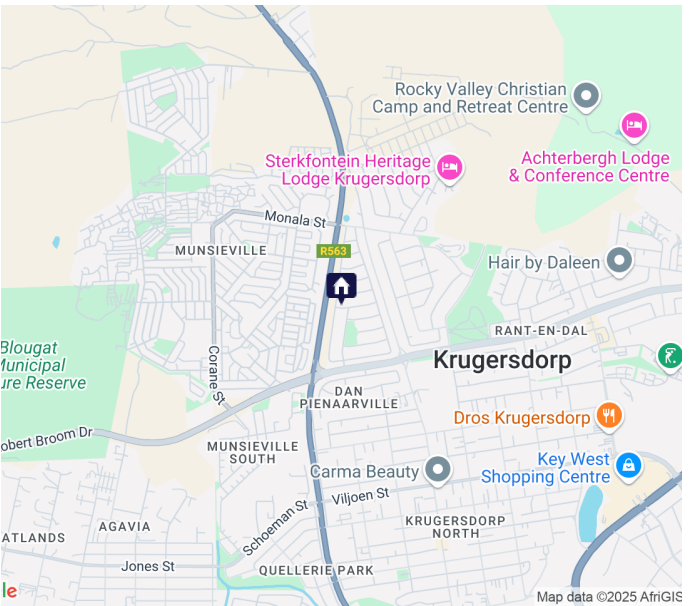 Rocky Valley Christian
Camp and Retreat Centre
Achterbergh Lodge
& Conference Centre
Sterkfontein Heritage
Lodge Krugersdorp
Monala St
MUNSIEVILLE
R563
Hair by Daleen
RANT-EN-DAL
Blougat
Municipal
ure Reserve
Krugersdorp
Corane St
DAN
PIENAARVILLE
Dros Krugersdorp
obert Broom Dr
MUNSIEVILLE
SOUTH
Key West
Shopping Centre
Carma Beauty
Viljoen St
Schoeman St
AGAVIA
KRUGERSDORP
NORTH
ATLANDS
Jones St
QUELLERIE PARK
le
Map data ©2025 AfriGIS